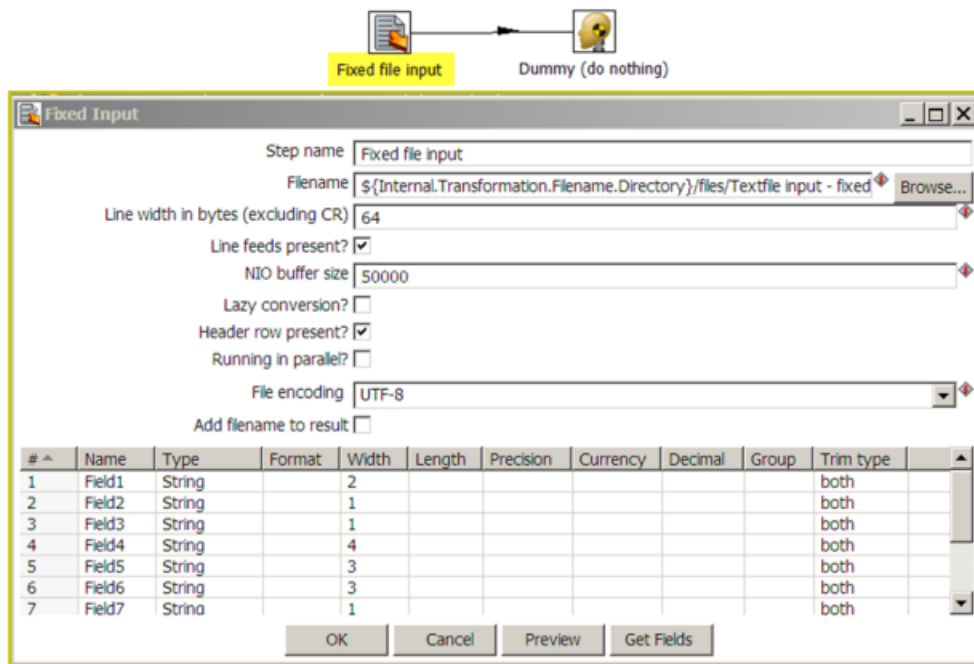 Fixed file input
Dummy (do nothing)
Fixed Input
Step name Fixed file input
Filename ${Internal.Transformation.Filename.Directory}/files/Textfile input - fixed Browse...
Line width in bytes (excluding CR) 64
Line feeds present?
NIO buffer size 50000
Lazy conversion?
Header row present?
Running in parallel?
File encoding UTF-8
Add filename to result
# Name Type Format Width Length Precision Currency Decimal Group Trim type
1 Field1 String 2 both
2 Field2 String 1 both
3 Field3 String 1 both
4 Field4 String 4 both
5 Field5 String 3 both
6 Field6 String 3 both
7 Field7 String 1 both
OK Cancel Preview Get Fields